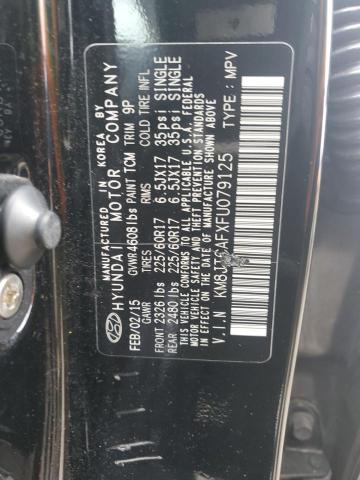 MANUFACTURED IN KOREA BY
HYUNDAI MOTOR COMPANY
GVWR 4608 lbs PAINT TCM TRIM 9P
FEB/02/15
GAWR RIMS COLD TIRE INFL
FRONT 2326 lbs 225/60R17 6.5JX17 35psi SINGLE
REAR 2480 lbs 225/60R17 6.5JX17 35psi SINGLE
THIS VEHICLE CONFORMS TO ALL APPLICABLE U.S.A. FEDERAL
MOTOR VEHICLE SAFETY AND THEFT PREVENTION STANDARDS
IN EFFECT ON THE DATE OF MANUFACTURE SHOWN ABOVE.
V.I.N TYPE: MPV